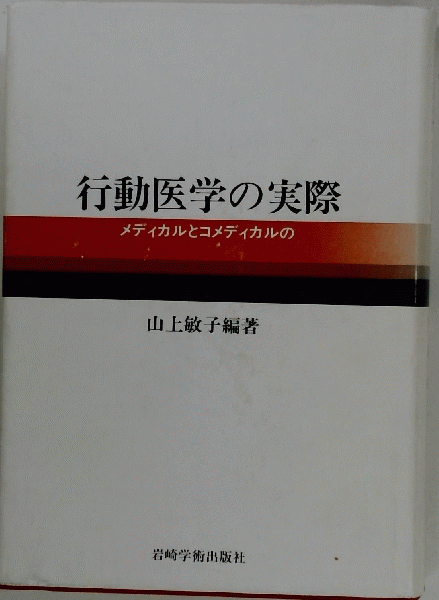 行動医学の実際
メディカルとコメディカルの
山上敏子編著
岩崎学術出版社